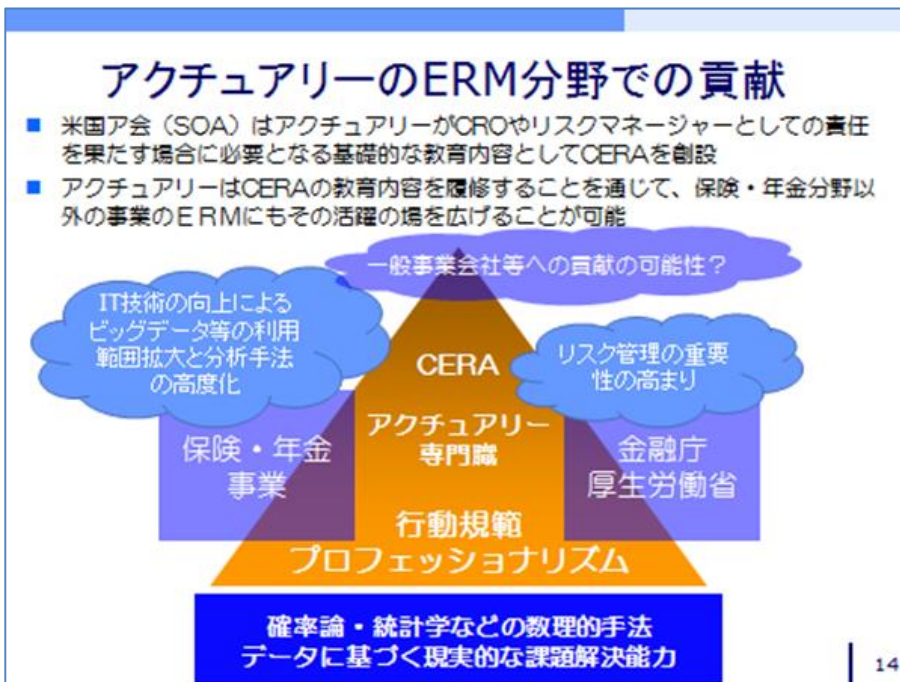 アクチュアリーのERM分野での貢献
■ 米国ア会（SOA）はアクチュアリーがCROやリスクマネージャーとしての責任
を果たす場合に必要となる基礎的な教育内容としてCERAを創設
■ アクチュアリーはCERAの教育内容を履修することを通じて、保険・年金分野以
外の事業のＥＲＭにもその活躍の場を広げることが可能
一般事業会社等への貢献の可能性？
IT技術の向上による
ビッグデータ等の利用
範囲拡大と分析手法
の高度化
リスク管理の重要
性の高まり
CERA
アクチュアリー
専門職
保険・年金
事業
金融庁
厚生労働省
行動規範
プロフェッショナリズム
確率論・統計学などの数理的手法
データに基づく現実的な課題解決能力
14